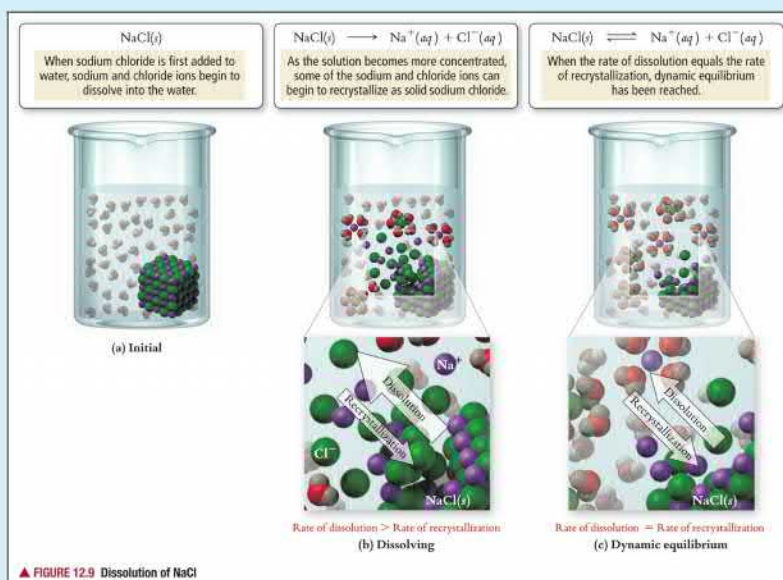 NaCl(s)
When sodium chloride is first added to
water, sodium and chloride ions begin to
dissolve into the water.
(a) Initial
NaCl(s) ⟶ Na⁺(aq) + Cl⁻(aq)
As the solution becomes more concentrated,
some of the sodium and chloride ions can
begin to recrystallize as solid sodium chloride.
Na⁺
Dissolution
Recrystallization
Cl⁻
NaCl(s)
Rate of dissolution > Rate of recrystallization
(b) Dissolving
NaCl(s) ⇌ Na⁺(aq) + Cl⁻(aq)
When the rate of dissolution equals the rate
of recrystallization, dynamic equilibrium
has been reached.
Dissolution
Recrystallization
NaCl(s)
Rate of dissolution = Rate of recrystallization
(c) Dynamic equilibrium
▲ FIGURE 12.9 Dissolution of NaCl